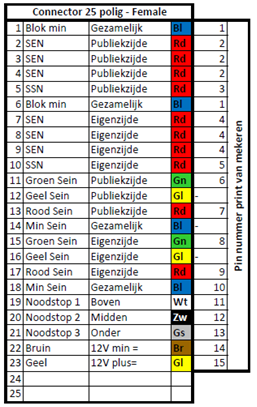 Connector 25 polig - Female
1 Blok min Gezamelijk Bl 1
2 SEN Publiekzijde Rd 2
3 SEN Publiekzijde Rd 2
4 SEN Publiekzijde Rd 2
5 SSN Publiekzijde Rd 3
6 Blok min Gezamelijk Bl 1
7 SEN Eigenzijde Rd 4
8 SEN Eigenzijde Rd 4
9 SEN Eigenzijde Rd 4
10 SSN Eigenzijde Rd 5
11 Groen Sein Publiekzijde Gn 6
12 Geel Sein Publiekzijde Gl -
13 Rood Sein Publiekzijde Rd 7
14 Min Sein Gezamelijk Bl -
15 Groen Sein Eigenzijde Gn 8
16 Geel Sein Eigenzijde Gl -
17 Rood Sein Eigenzijde Rd 9
18 Min Sein Gezamelijk Bl 10
19 Noodstop 1 Boven Wt 11
20 Noodstop 2 Midden Zw 12
21 Noodstop 3 Onder Gs 13
22 Bruin 12V min = Br 14
23 Geel 12V plus= Gl 15
24
25
Pin nummer print van mekeren